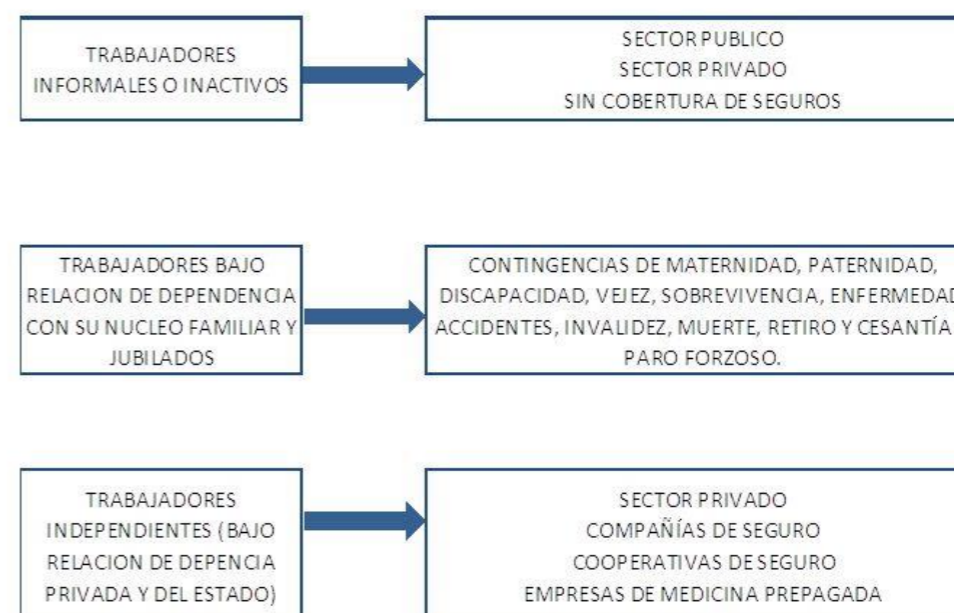 TRABAJADORES
INFORMALES O INACTIVOS
SECTOR PUBLICO
SECTOR PRIVADO
SIN COBERTURA DE SEGUROS
TRABAJADORES BAJO
RELACION DE DEPENDENCIA
CON SU NUCLEO FAMILIAR Y
JUBILADOS
CONTINGENCIAS DE MATERNIDAD, PATERNIDAD,
DISCAPACIDAD, VEJEZ, SOBREVIVENCIA, ENFERMEDAD
ACCIDENTES, INVALIDEZ, MUERTE, RETIRO Y CESANTÍA
PARO FORZOSO.
TRABAJADORES
INDEPENDIENTES (BAJO
RELACION DE DEPENCIA
PRIVADA Y DEL ESTADO)
SECTOR PRIVADO
COMPAÑÍAS DE SEGURO
COOPERATIVAS DE SEGURO
EMPRESAS DE MEDICINA PREPAGADA